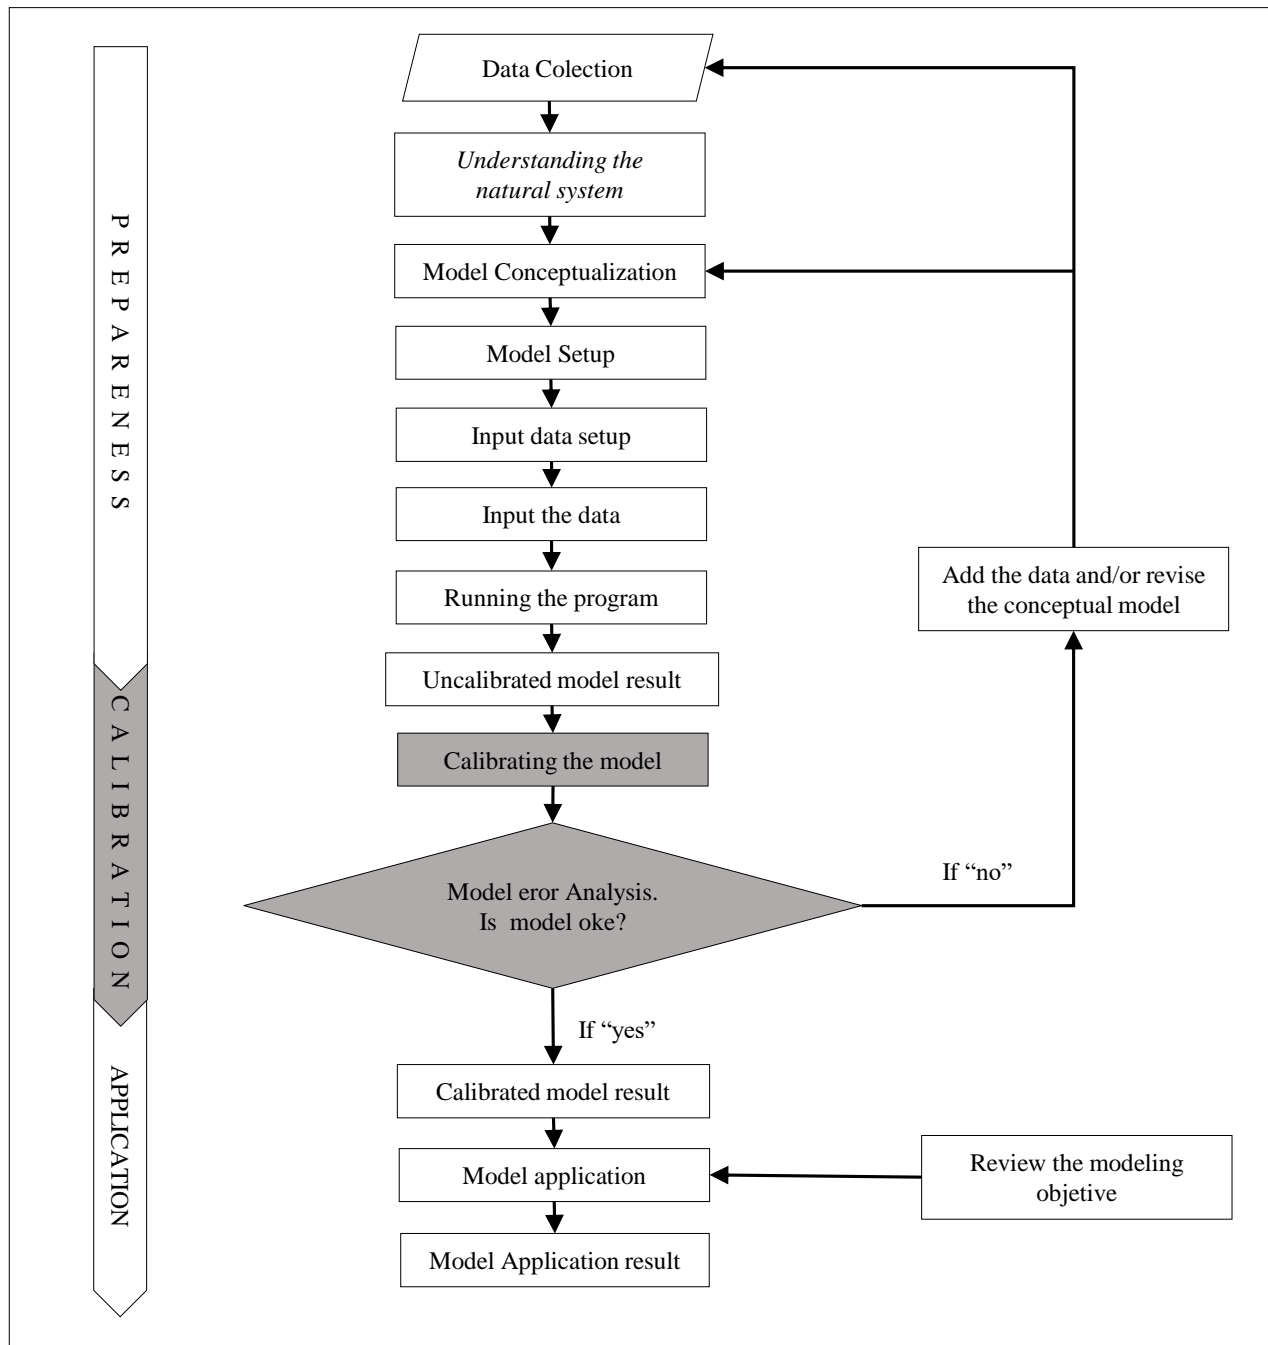 Data Colection
Understanding the
natural system
Model Conceptualization
Model Setup
Input data setup
Input the data
Running the program
Uncalibrated model result
Calibrating the model
Model eror Analysis.
Is model oke?
If “no”
Add the data and/or revise
the conceptual model
If “yes”
Calibrated model result
Model application
Review the modeling
objetive
Model Application result
PREPARENESS
CALIBRATION
APPLICATION